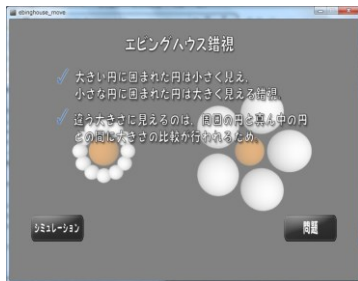 ebinghouse_move
エビングハウス錯視
大きい円に囲まれた円は小さく見え、
小さな円に囲まれた円は大きく見える錯視。
違う大きさに見えるのは、周囲の円と真ん中の円
との間に大きさの比較が行われるため。
シミュレーション
問題